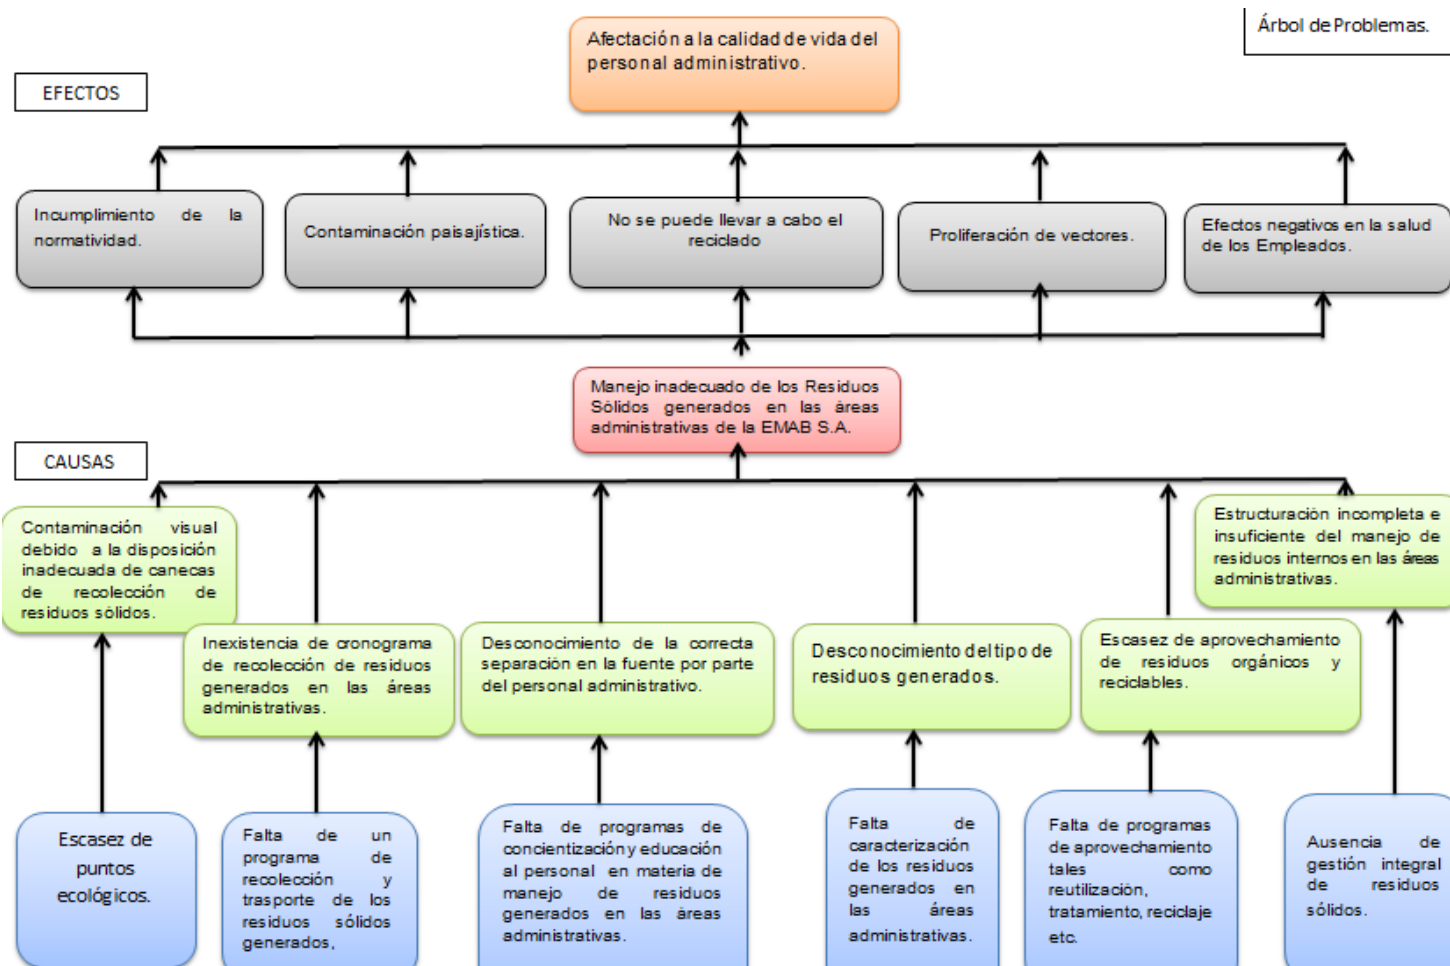 Árbol de Problemas.
Afectación a la calidad de vida del
personal administrativo.
EFECTOS
Incumplimiento de la
normatividad.
Contaminación paisajística.
No se puede llevar a cabo el
reciclado
Proliferación de vectores.
Efectos negativos en la salud
de los Empleados.
Manejo inadecuado de los Residuos
Sólidos generados en las áreas
administrativas de la EMAB S.A.
CAUSAS
Contaminación visual
debido a la disposición
inadecuada de canecas
de recolección de
residuos sólidos.
Inexistencia de cronograma
de recolección de residuos
generados en las áreas
administrativas.
Desconocimiento de la correcta
separación en la fuente por parte
del personal administrativo.
Desconocimiento del tipo de
residuos generados.
Escasez de aprovechamiento
de residuos orgánicos y
reciclables.
Estructuración incompleta e
insuficiente del manejo de
residuos internos en las áreas
administrativas.
Escasez de
puntos
ecológicos.
Falta de un
programa de
recolección y
trasporte de los
residuos sólidos
generados,
Falta de programas de
concientización y educación
al personal en materia de
manejo de residuos
generados en las áreas
administrativas.
Falta de
caracterización
de los residuos
generados en
las áreas
administrativas.
Falta de programas
de aprovechamiento
tales como
reutilización,
tratamiento, reciclaje
etc.
Ausencia de
gestión integral
de residuos
sólidos.